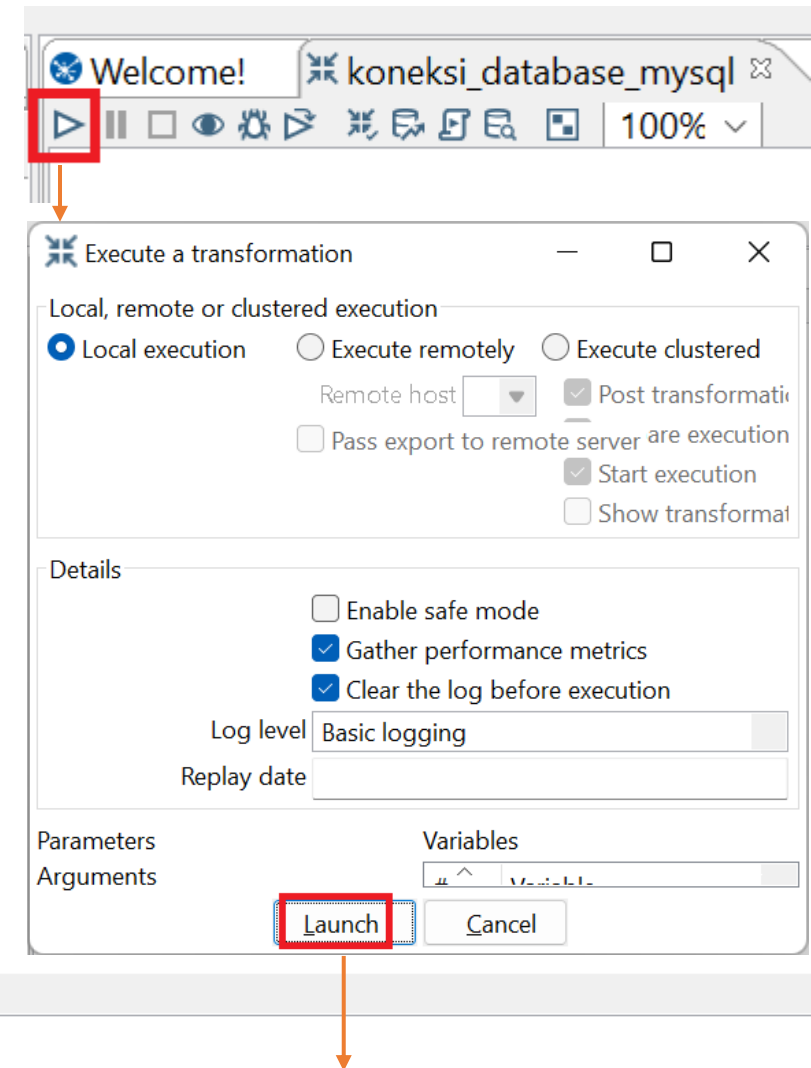 Welcome!
koneksi_database_mysql
100%
Execute a transformation
Local, remote or clustered execution
Local execution Execute remotely Execute clustered
Remote host Post transformatio
Pass export to remote server are execution
Start execution
Show transformat
Details
Enable safe mode
Gather performance metrics
Clear the log before execution
Log level Basic logging
Replay date
Parameters Variables
Arguments # Variable
Launch Cancel